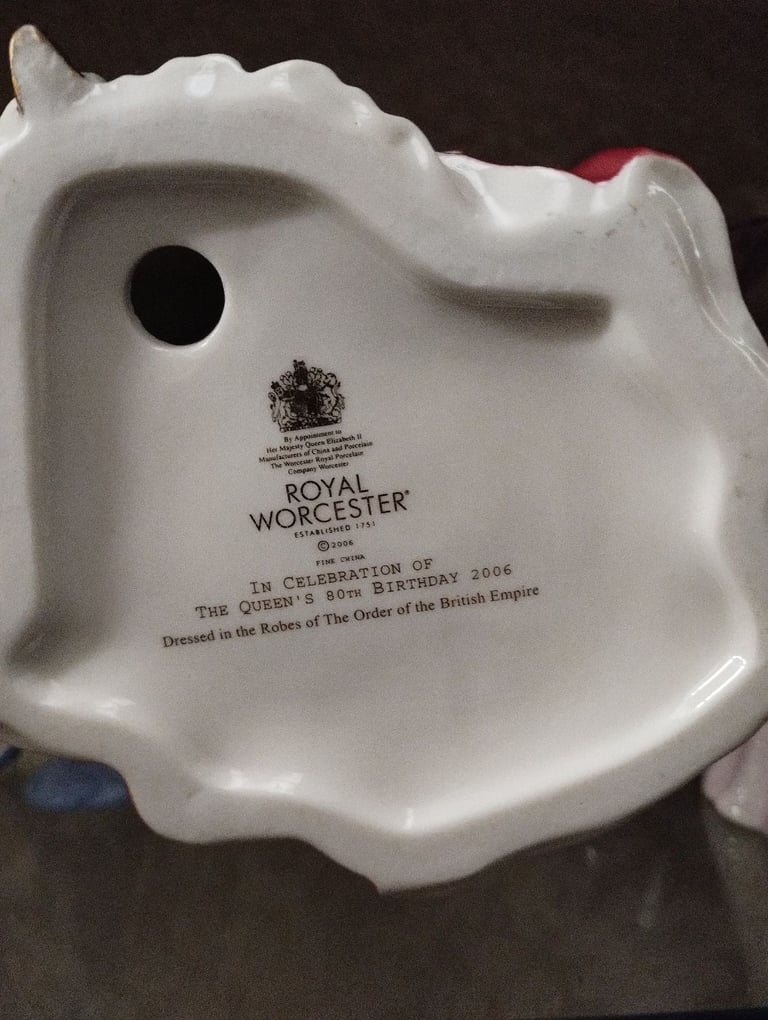 By Appointment to
Her Majesty Queen Elizabeth II
Manufacturers of China and Porcelain
The Worcester Royal Porcelain
Company Worcester
ROYAL
WORCESTER®
ESTABLISHED 1751
©2006
FINE CHINA
IN CELEBRATION OF
THE QUEEN'S 80TH BIRTHDAY 2006
Dressed in the Robes of The Order of the British Empire